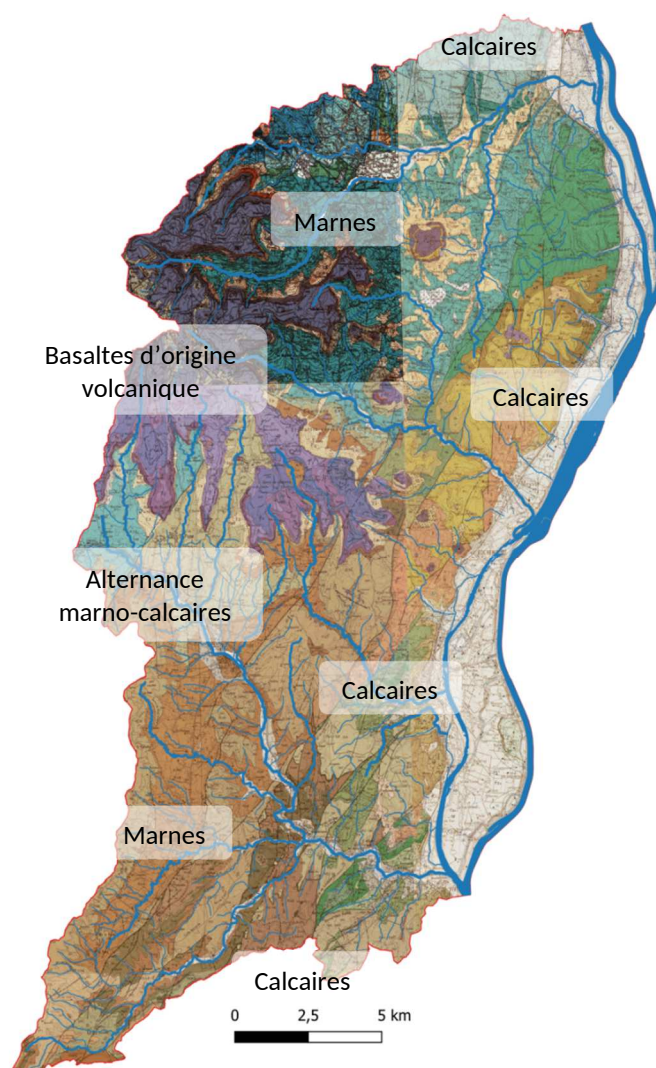 Calcaires
Marnes
Basaltes d’origine
volcanique
Calcaires
Alternance
marno-calcaires
Calcaires
Marnes
Calcaires
0 2,5 5 km